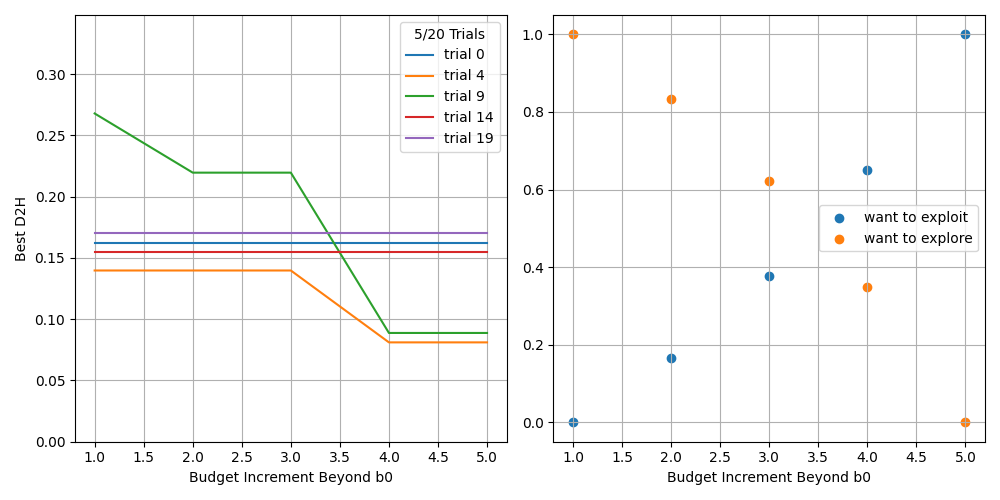 5/20 Trials
trial 0
trial 4
trial 9
trial 14
trial 19
Best D2H
0.30
0.25
0.20
0.15
0.10
0.05
0.00
1.0 1.5 2.0 2.5 3.0 3.5 4.0 4.5 5.0
Budget Increment Beyond b0
1.0
0.8
0.6
0.4
0.2
0.0
want to exploit
want to explore
1.0 1.5 2.0 2.5 3.0 3.5 4.0 4.5 5.0
Budget Increment Beyond b0